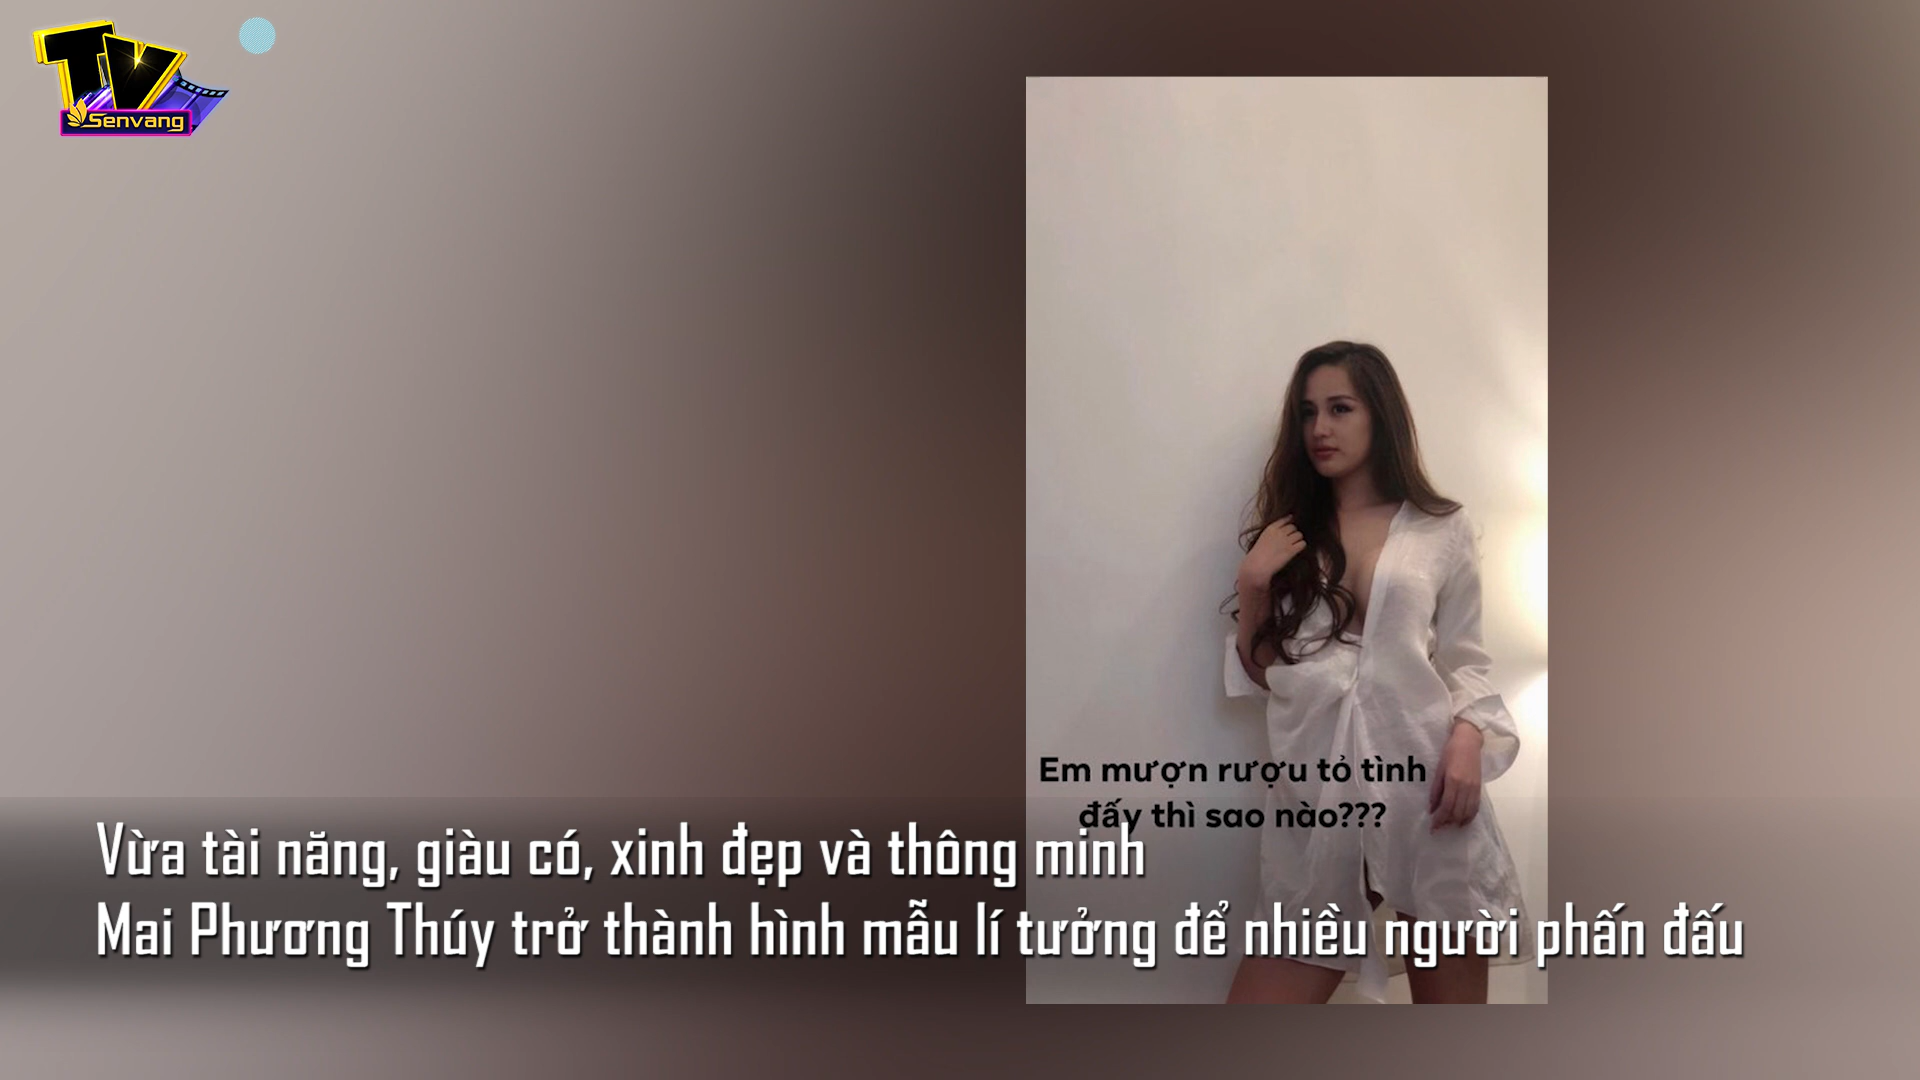 TV
Senvang
Em mượn rượu tỏ tình
đấy thì sao nào???
Vừa tài năng, giàu có, xinh đẹp và thông minh
Mai Phương Thúy trở thành hình mẫu lí tưởng để nhiều người phấn đấu